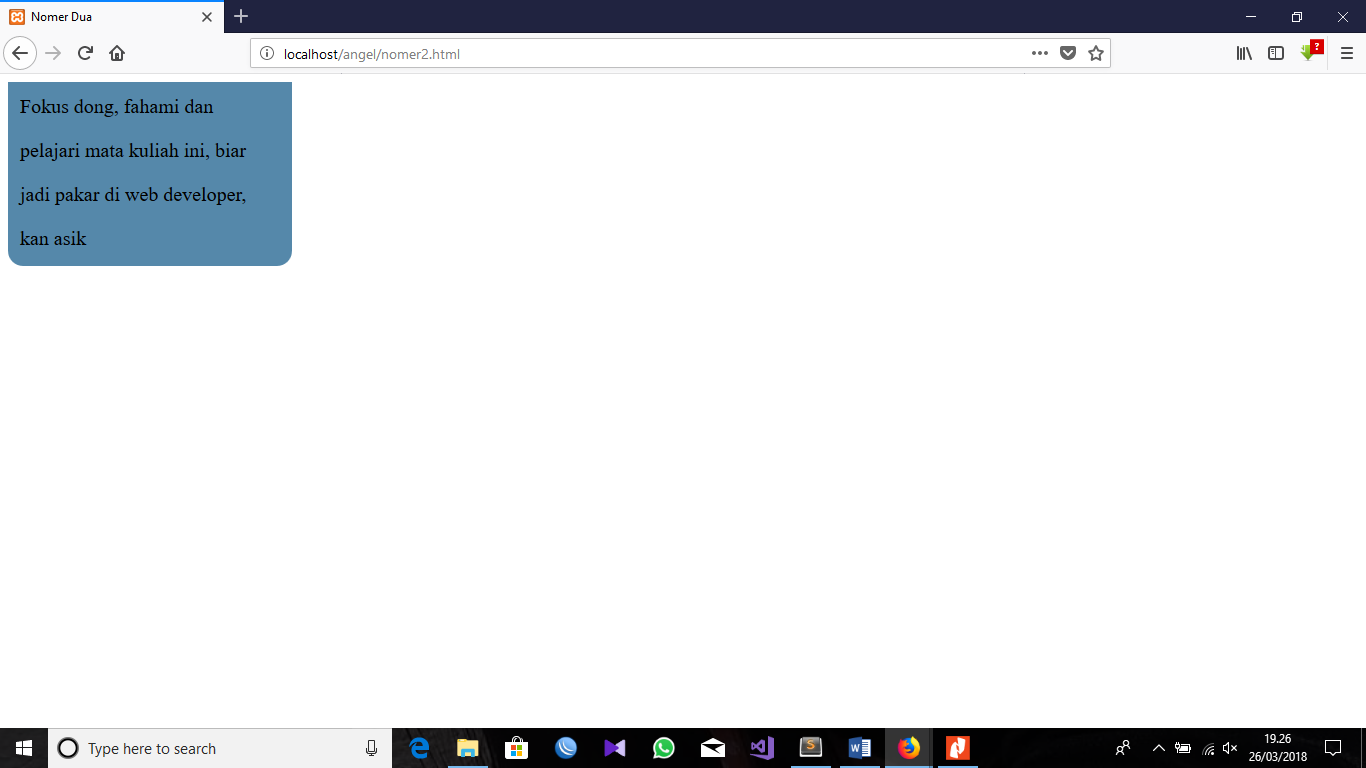 Nomer Dua
localhost/angel/nomer2.html
?
Fokus dong, fahami dan
pelajari mata kuliah ini, biar
jadi pakar di web developer,
kan asik
Type here to search
S
19.26
26/03/2018